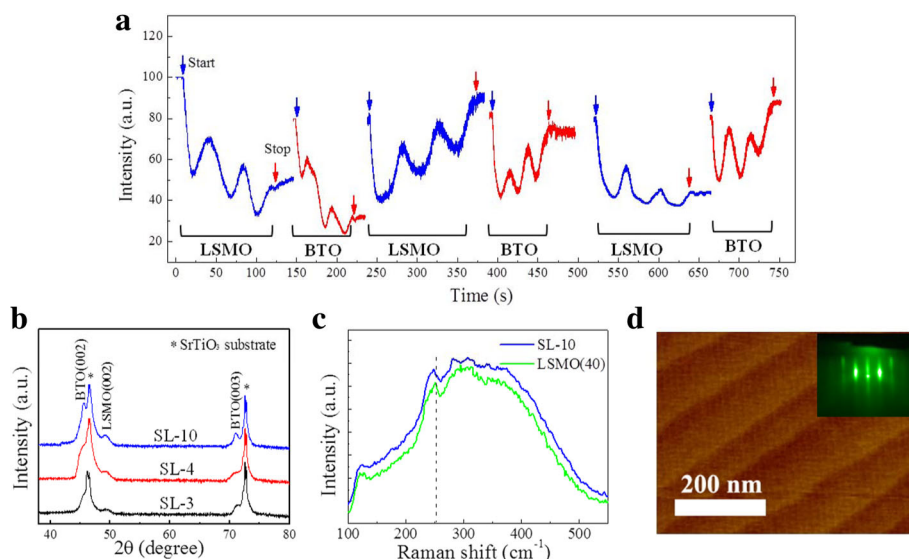 a
Intensity (a.u.)
120
100
80
60
40
20
Start
Stop
LSMO
BTO
LSMO
BTO
LSMO
BTO
0 50 100 150 200 250 300 350 400 450 500 550 600 650 700 750
Time (s)
b
Intensity (a.u.)
* SrTiO₃ substrate
BTO(002)
*
LSMO(002)
BTO(003)
*
SL-10
SL-4
SL-3
40 50 60 70 80
2θ (degree)
c
Intensity (a.u.)
SL-10
LSMO(40)
100 200 300 400 500
Raman shift (cm⁻¹)
d
200 nm